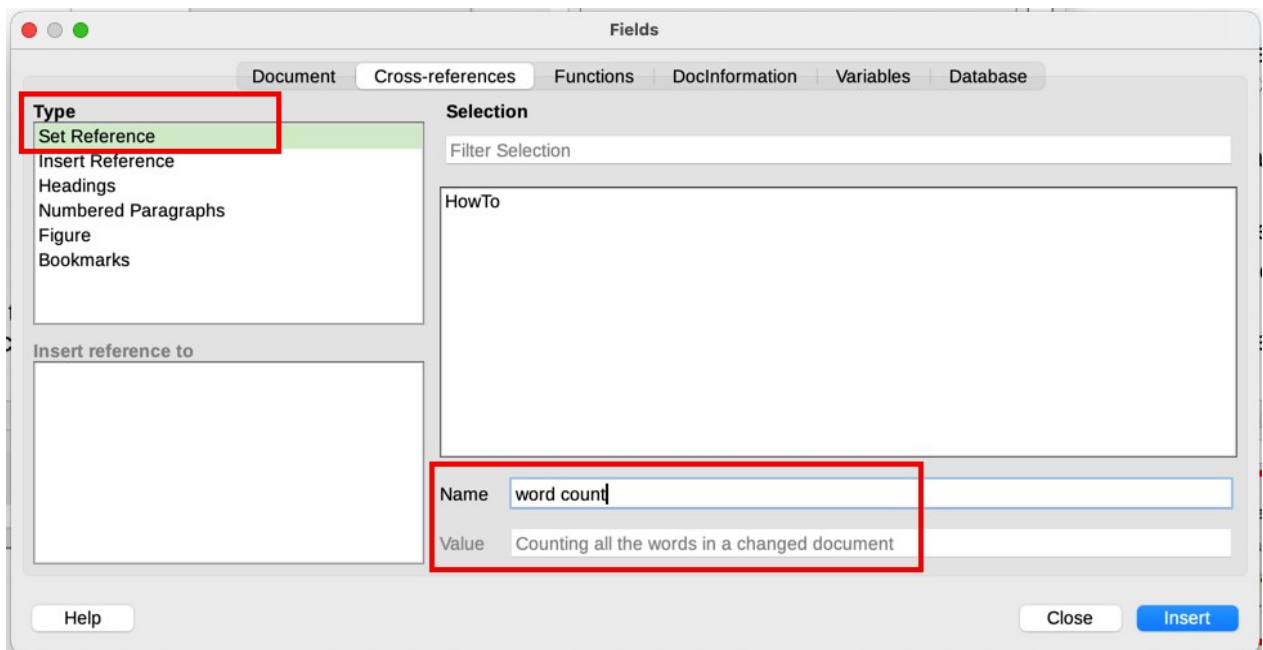 Fields
Document Cross-references Functions DocInformation Variables Database
Type
Set Reference
Insert Reference
Headings
Numbered Paragraphs
Figure
Bookmarks
Insert reference to
Selection
Filter Selection
HowTo
Name word count
Value Counting all the words in a changed document
Help Close Insert